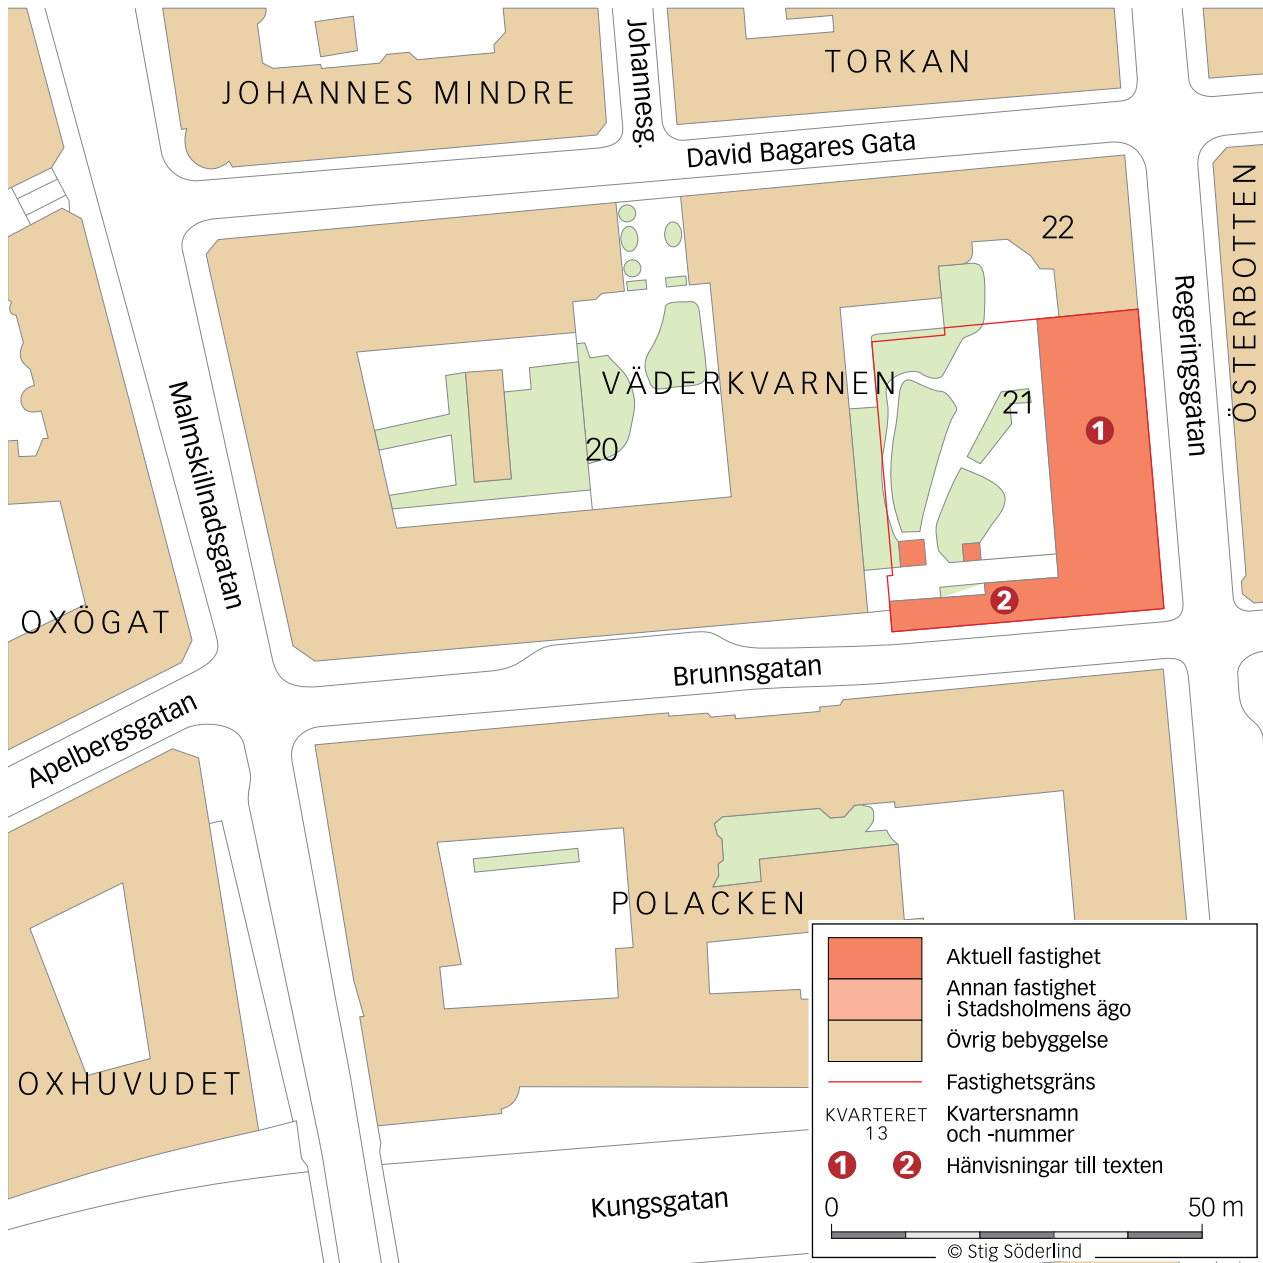 JOHANNES MINDRE
Johannesg.
TORKAN
David Bagares Gata
ÖSTERBOTTEN
22
Regeringsgatan
VÄDERKVARNEN
21
1
20
Malmskillnadsgatan
2
OXÖGAT
Brunnsgatan
Apelbergsgatan
POLACKEN
OXHUVUDET
Kungsgatan
Aktuell fastighet
Annan fastighet
i Stadsholmens ägo
Övrig bebyggelse
Fastighetsgräns
KVARTERET
13
Kvartersnamn
och -nummer
1 2 Hänvisningar till texten
0 50 m
© Stig Söderlind